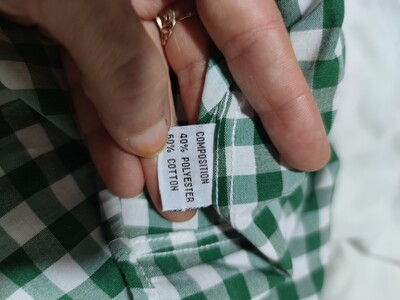 COMPOSITION
40% POLYESTER
60% COTTON